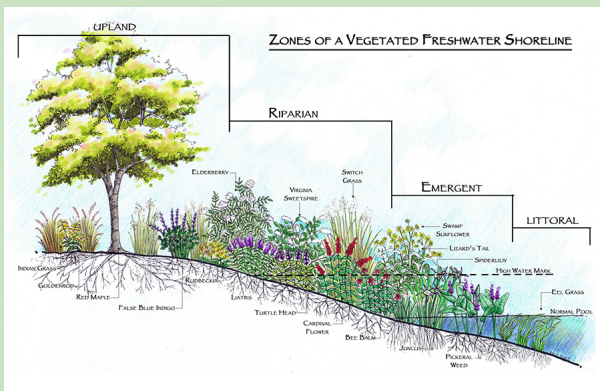 UPLAND
ZONES OF A VEGETATED FRESHWATER SHORELINE
RIPARIAN
ELDERBERRY
SWITCH
GRASS
VIRGINIA
SWEETSPIRE
EMERGENT
LITTORAL
SWAMP
SUNFLOWER
LIZARD'S TAIL
SPIDERLILIY
HIGH WATER MARK
INDIAN GRASS
GOLDENROD
RED MAPLE
FALSE BLUE INDIGO
RUDBECKIA
LIATRIS
TURTLE HEAD
CARDINAL
FLOWER
BEE BALM
JUNCUS
PICKERAL
WEED
EEL GRASS
NORMAL POOL